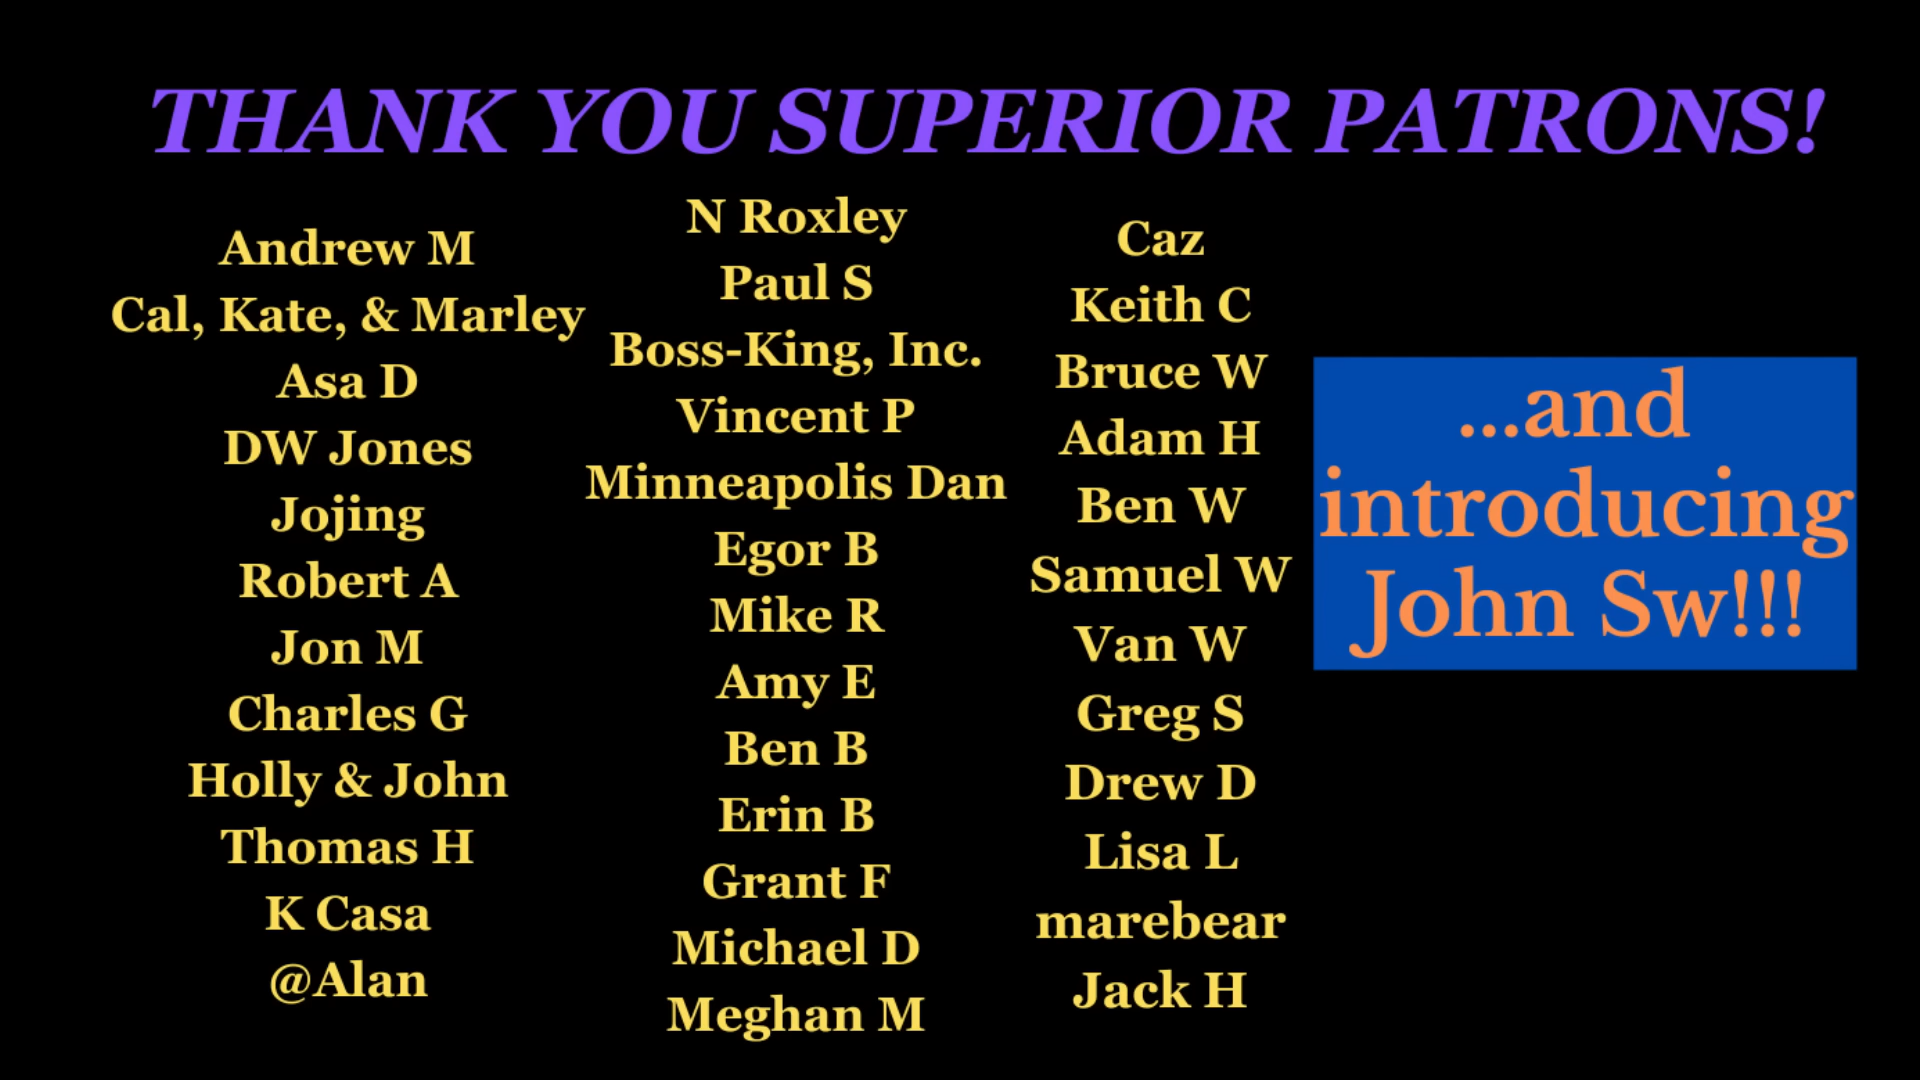 THANK YOU SUPERIOR PATRONS!
Andrew M
Cal, Kate, & Marley
Asa D
DW Jones
Jojing
Robert A
Jon M
Charles G
Holly & John
Thomas H
K Casa
@Alan
N Roxley
Paul S
Boss-King, Inc.
Vincent P
Minneapolis Dan
Egor B
Mike R
Amy E
Ben B
Erin B
Grant F
Michael D
Meghan M
Caz
Keith C
Bruce W
Adam H
Ben W
Samuel W
Van W
Greg S
Drew D
Lisa L
marebear
Jack H
...and
introducing
John Sw!!!